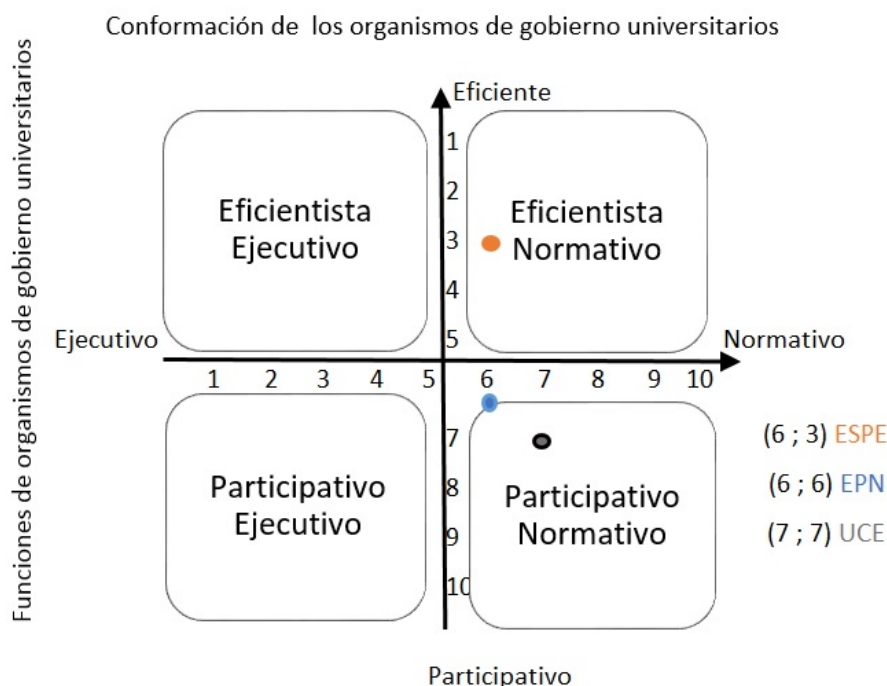 Conformación de  los organismos de gobierno universitarios
Funciones de organismos de gobierno universitarios
Eficiente
1
2
3
4
5
Eficientista
Ejecutivo
Eficientista
Normativo
Ejecutivo
Normativo
1 2 3 4 5 6 7 8 9 10
7
8
9
10
Participativo
Ejecutivo
Participativo
Normativo
(6 ; 3) ESPE
(6 ; 6) EPN
(7 ; 7) UCE
Participativo